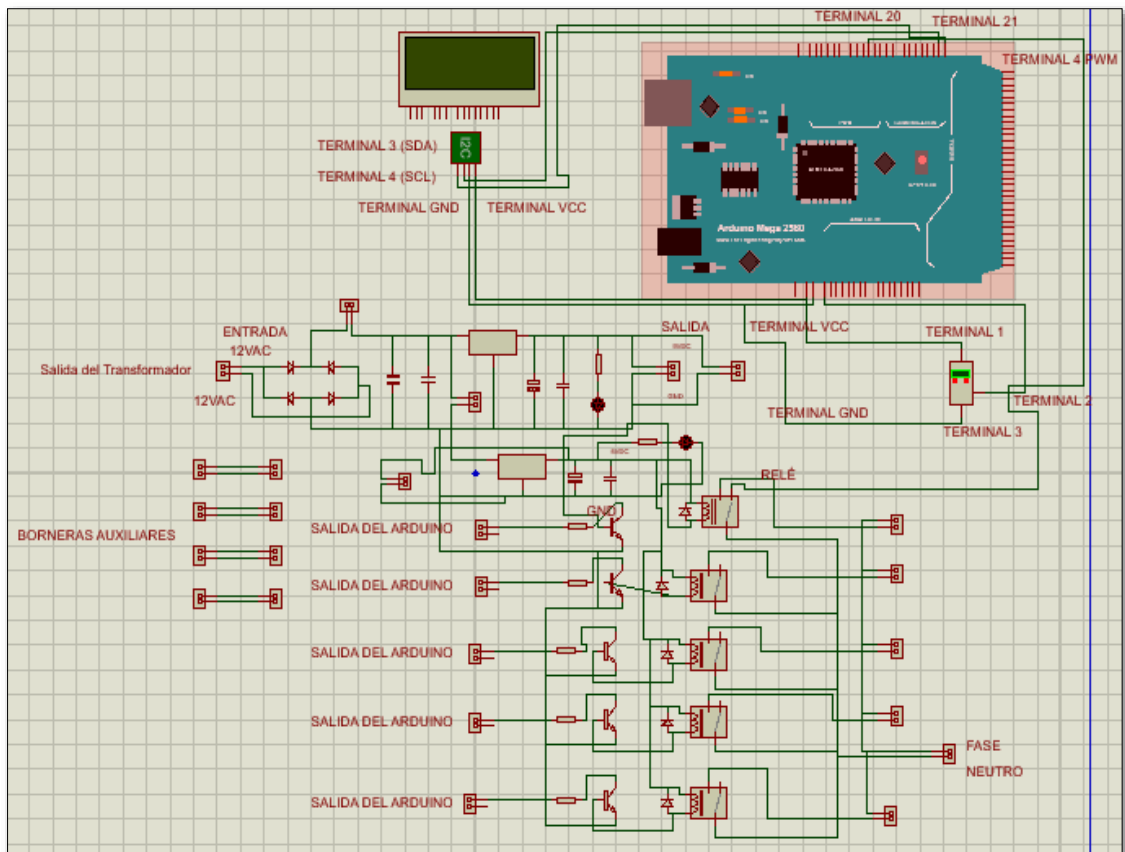 TERMINAL 20
TERMINAL 21
TERMINAL 4 PWM
TERMINAL 3 (SDA)
I2C
TERMINAL 4 (SCL)
TERMINAL GND
TERMINAL VCC
Arduino Mega 2560
ENTRADA
12VAC
SALIDA
TERMINAL VCC
TERMINAL 1
Salida del Transformador
12VAC
GND
TERMINAL GND
TERMINAL 2
TERMINAL 3
RELÉ
GND
SALIDA DEL ARDUINO
BORNERAS AUXILIARES
SALIDA DEL ARDUINO
SALIDA DEL ARDUINO
SALIDA DEL ARDUINO
FASE
NEUTRO
SALIDA DEL ARDUINO